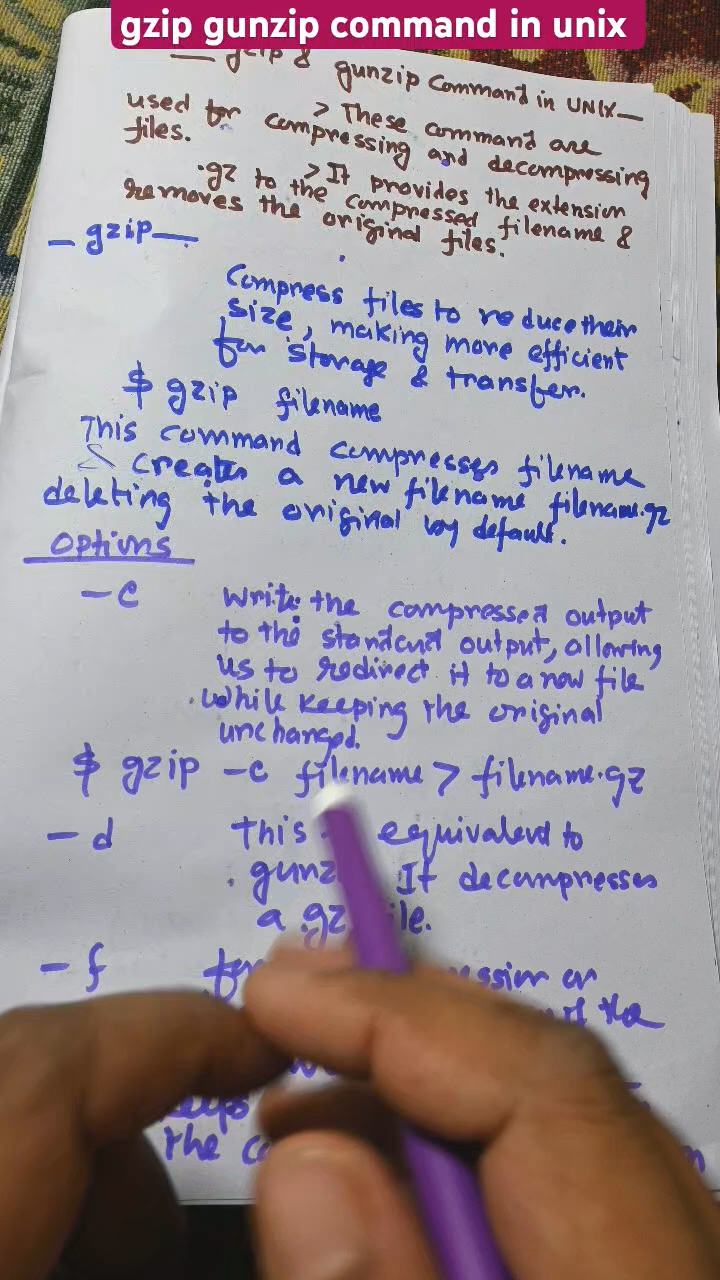 gzip gunzip command in unix
— gzip & gunzip Command in UNIX —
> These command are
used for compressing and decompressing
files.
> It provides the extension
.gz to the compressed filename &
removes the original files.
— gzip —
Compress files to reduce their
size, making more efficient
for storage & transfer.
$ gzip filename
This command compresses filename
& creates a new filename filename.gz
deleting the original by default.
Options
-c Write the compressed output
to the standard output, allowing
us to redirect it to a new file
while keeping the original
unchanged.
$ gzip -c filename > filename.gz
-d This equivalent to
It decompresses
a .gz file.
-f
or
of the
the